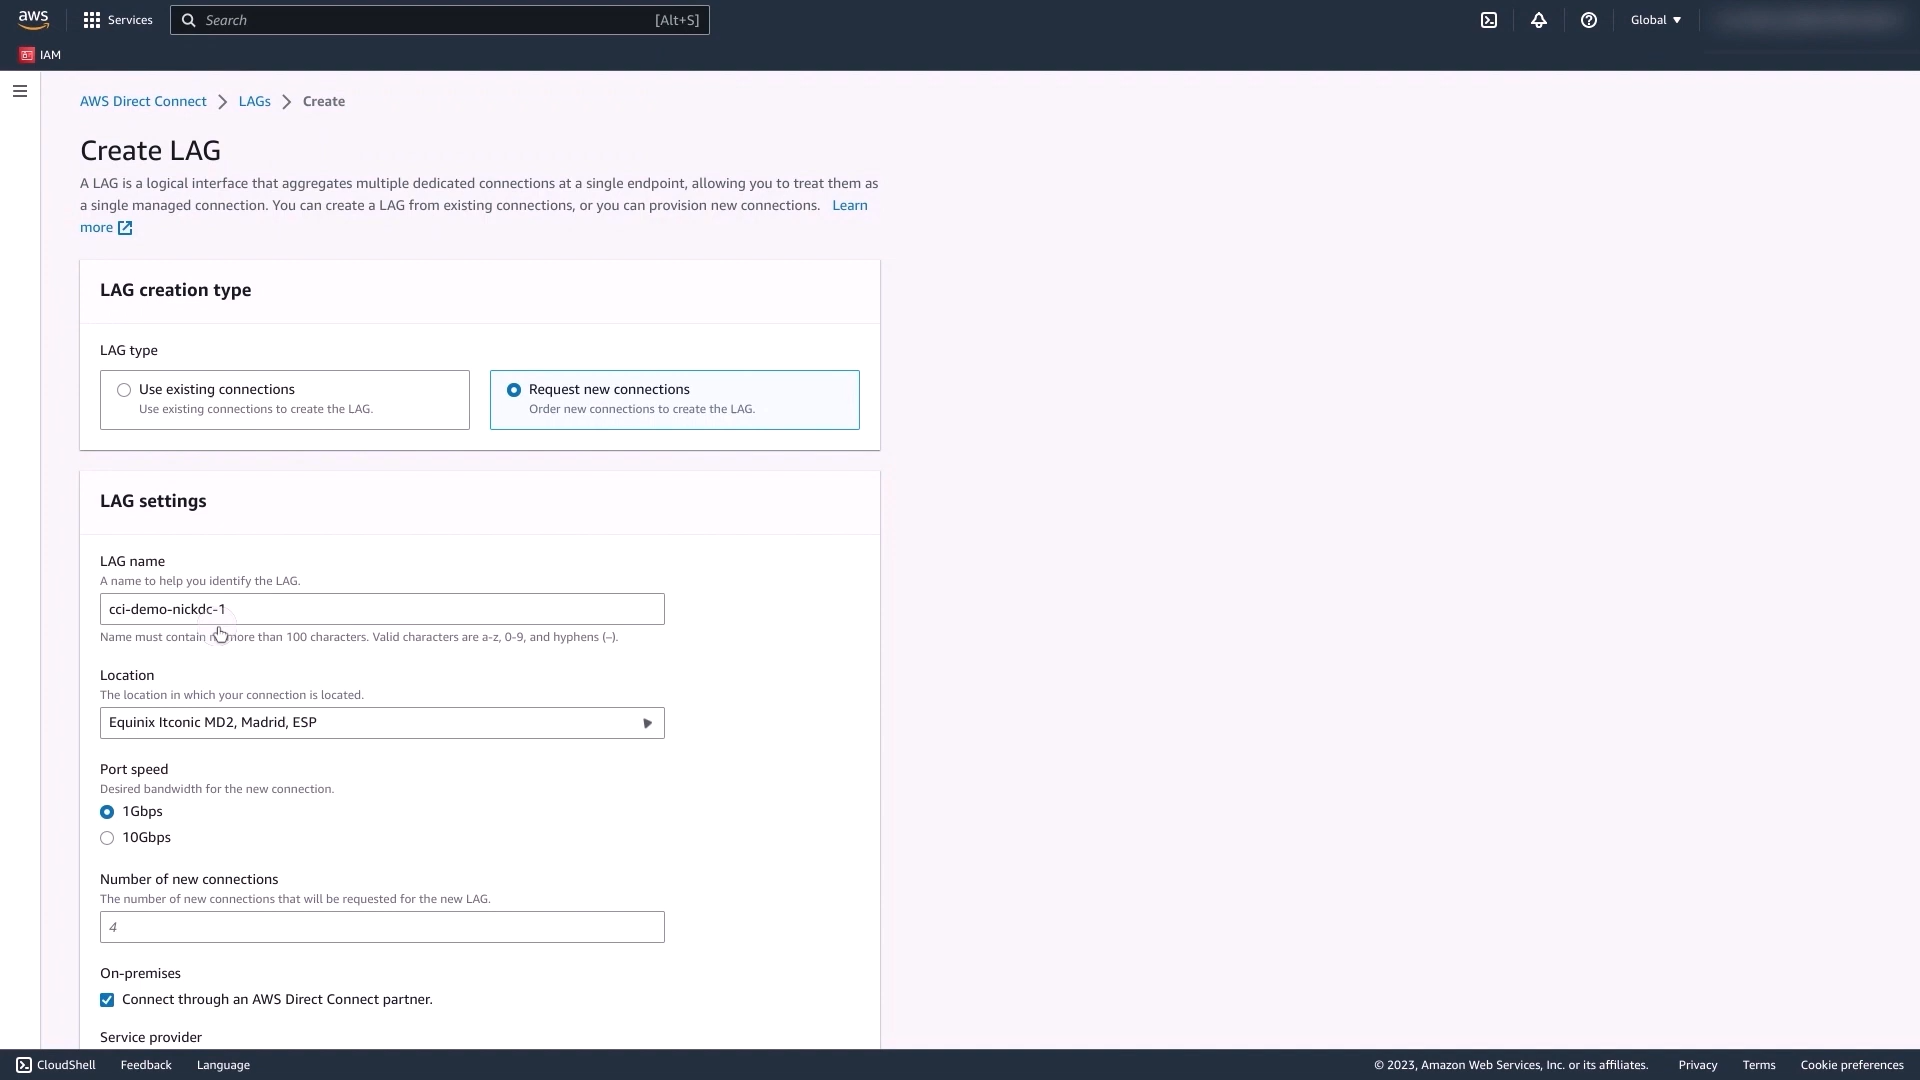 aws
Services
Search
[Alt+S]
Global
IAM
AWS Direct Connect
LAGs
Create
Create LAG
A LAG is a logical interface that aggregates multiple dedicated connections at a single endpoint, allowing you to treat them as
a single managed connection. You can create a LAG from existing connections, or you can provision new connections. Learn
more
LAG creation type
LAG type
Use existing connections
Use existing connections to create the LAG.
Request new connections
Order new connections to create the LAG.
LAG settings
LAG name
A name to help you identify the LAG.
cci-demo-nickdc-1
Name must contain no more than 100 characters. Valid characters are a-z, 0-9, and hyphens (–).
Location
The location in which your connection is located.
Equinix Itconic MD2, Madrid, ESP
Port speed
Desired bandwidth for the new connection.
1Gbps
10Gbps
Number of new connections
The number of new connections that will be requested for the new LAG.
4
On-premises
Connect through an AWS Direct Connect partner.
Service provider
CloudShell
Feedback
Language
© 2023, Amazon Web Services, Inc. or its affiliates.
Privacy
Terms
Cookie preferences